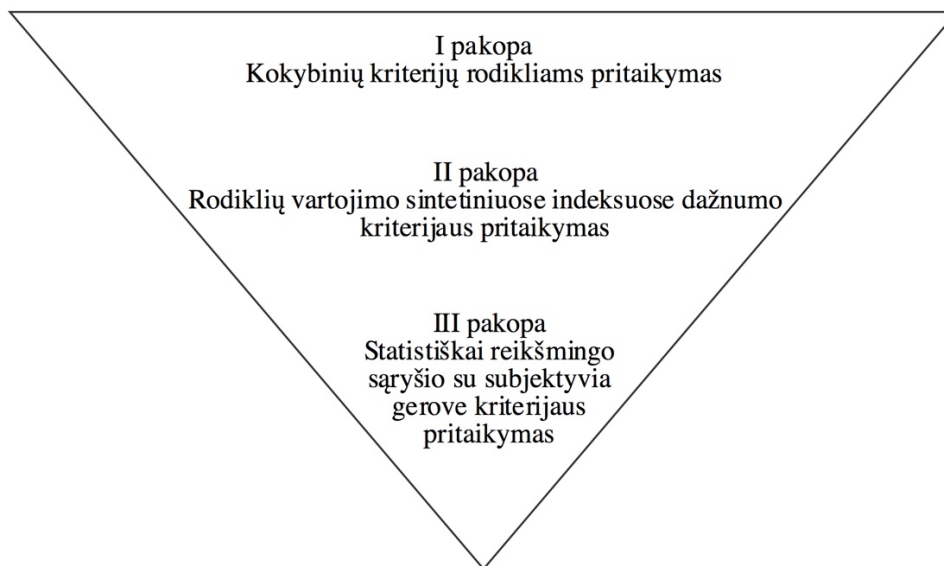 I pakopa
Kokybinių kriterijų rodikliams pritaikymas
II pakopa
Rodiklių vartojimo sintetiniuose indeksuose dažnumo
kriterijaus pritaikymas
III pakopa
Statistiškai reikšmingo
sąryšio su subjektyvia
gerove kriterijaus
pritaikymas